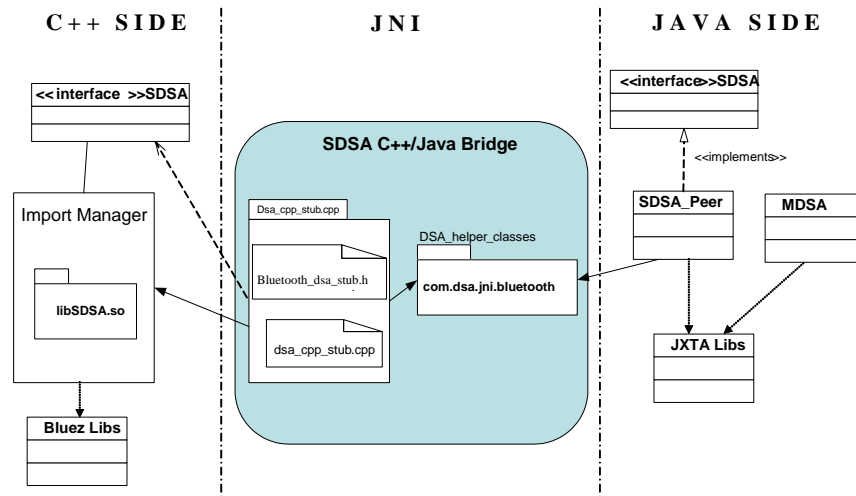 C++ SIDE
JNI
JAVA SIDE
<<interface >>SDSA
Import Manager
libSDSA.so
Bluez Libs
SDSA C++/Java Bridge
Dsa_cpp_stub.cpp
Bluetooth_dsa_stub.h
.
dsa_cpp_stub.cpp
DSA_helper_classes
com.dsa.jni.bluetooth
<<interface>>SDSA
<<implements>>
SDSA_Peer
MDSA
JXTA Libs